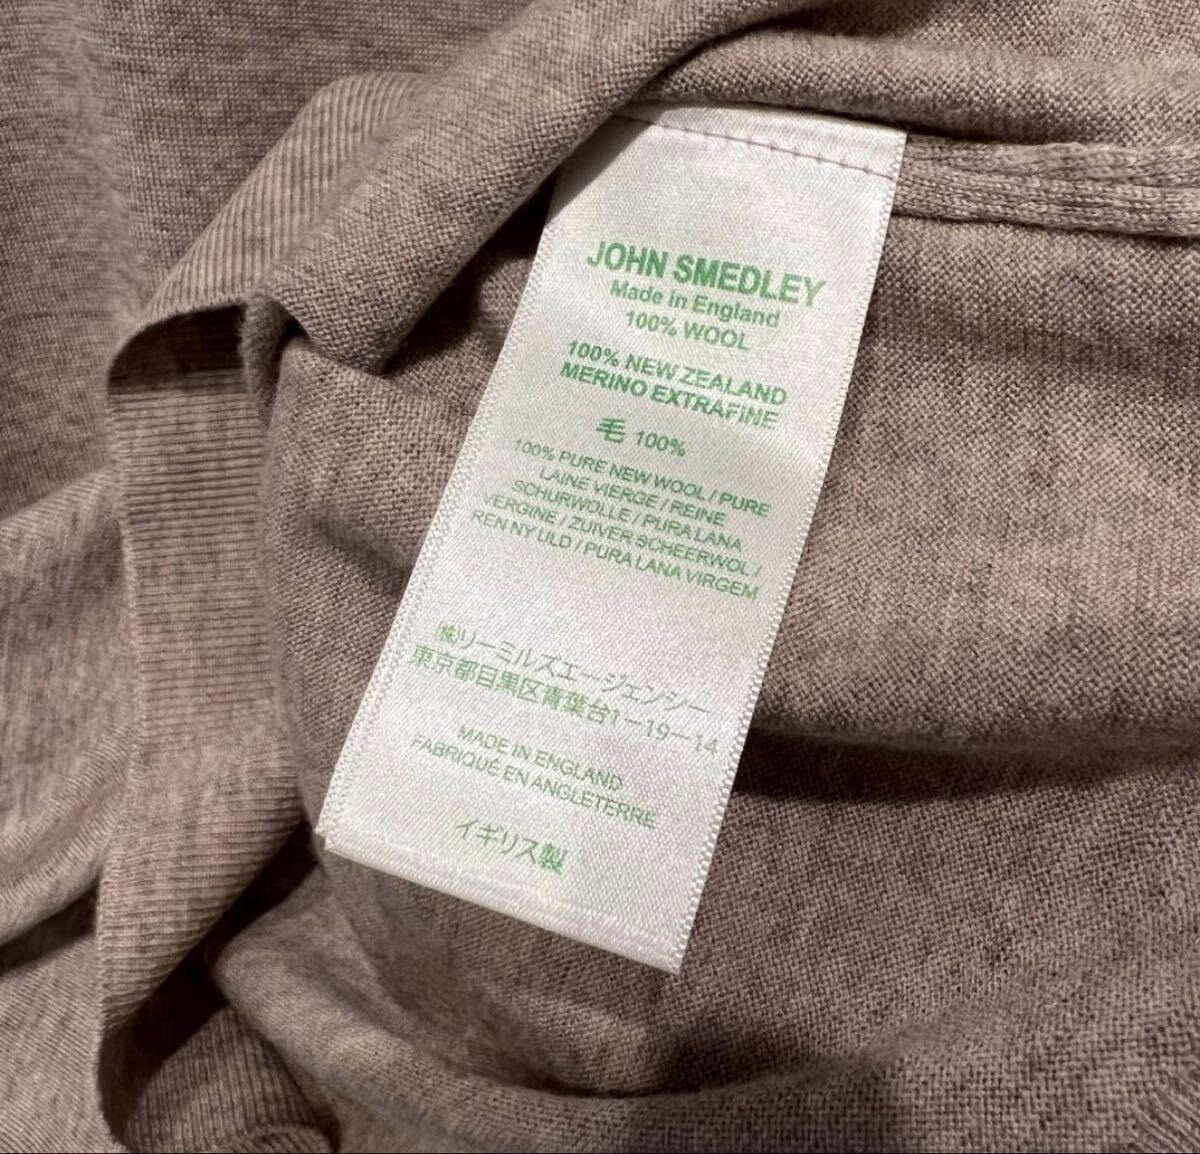 JOHN SMEDLEY
Made in England
100% WOOL
100% NEW ZEALAND
MERINO EXTRAFINE
毛 100%
100% PURE NEW WOOL / PURE
LAINE VIERGE / REINE
SCHURWOLLE / PURA LANA
VERGINE / ZUIVER SCHEERWOL /
REN NY ULD / PURA LANA VIRGEM
㈱リーミルズエージェンシー
東京都目黒区青葉台1-19-14
MADE IN ENGLAND
FABRIQUÉ EN ANGLETERRE
イギリス製